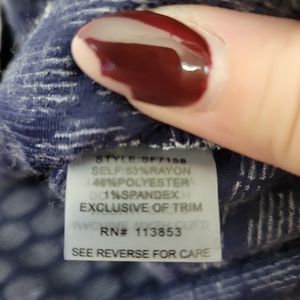 STYLE SF7158
SELF:53%RAYON
46%POLYESTER
1%SPANDEX
EXCLUSIVE OF TRIM
RN# 113853
SEE REVERSE FOR CARE